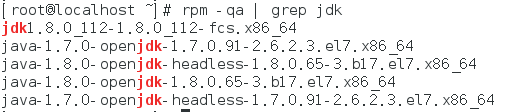 [root@localhost ~]# rpm -qa | grep jdk
jdk1.8.0_112-1.8.0_112-fcs.x86_64
java-1.7.0-openjdk-1.7.0.91-2.6.2.3.el7.x86_64
java-1.8.0-openjdk-headless-1.8.0.65-3.b17.el7.x86_64
java-1.8.0-openjdk-1.8.0.65-3.b17.el7.x86_64
java-1.7.0-openjdk-headless-1.7.0.91-2.6.2.3.el7.x86_64